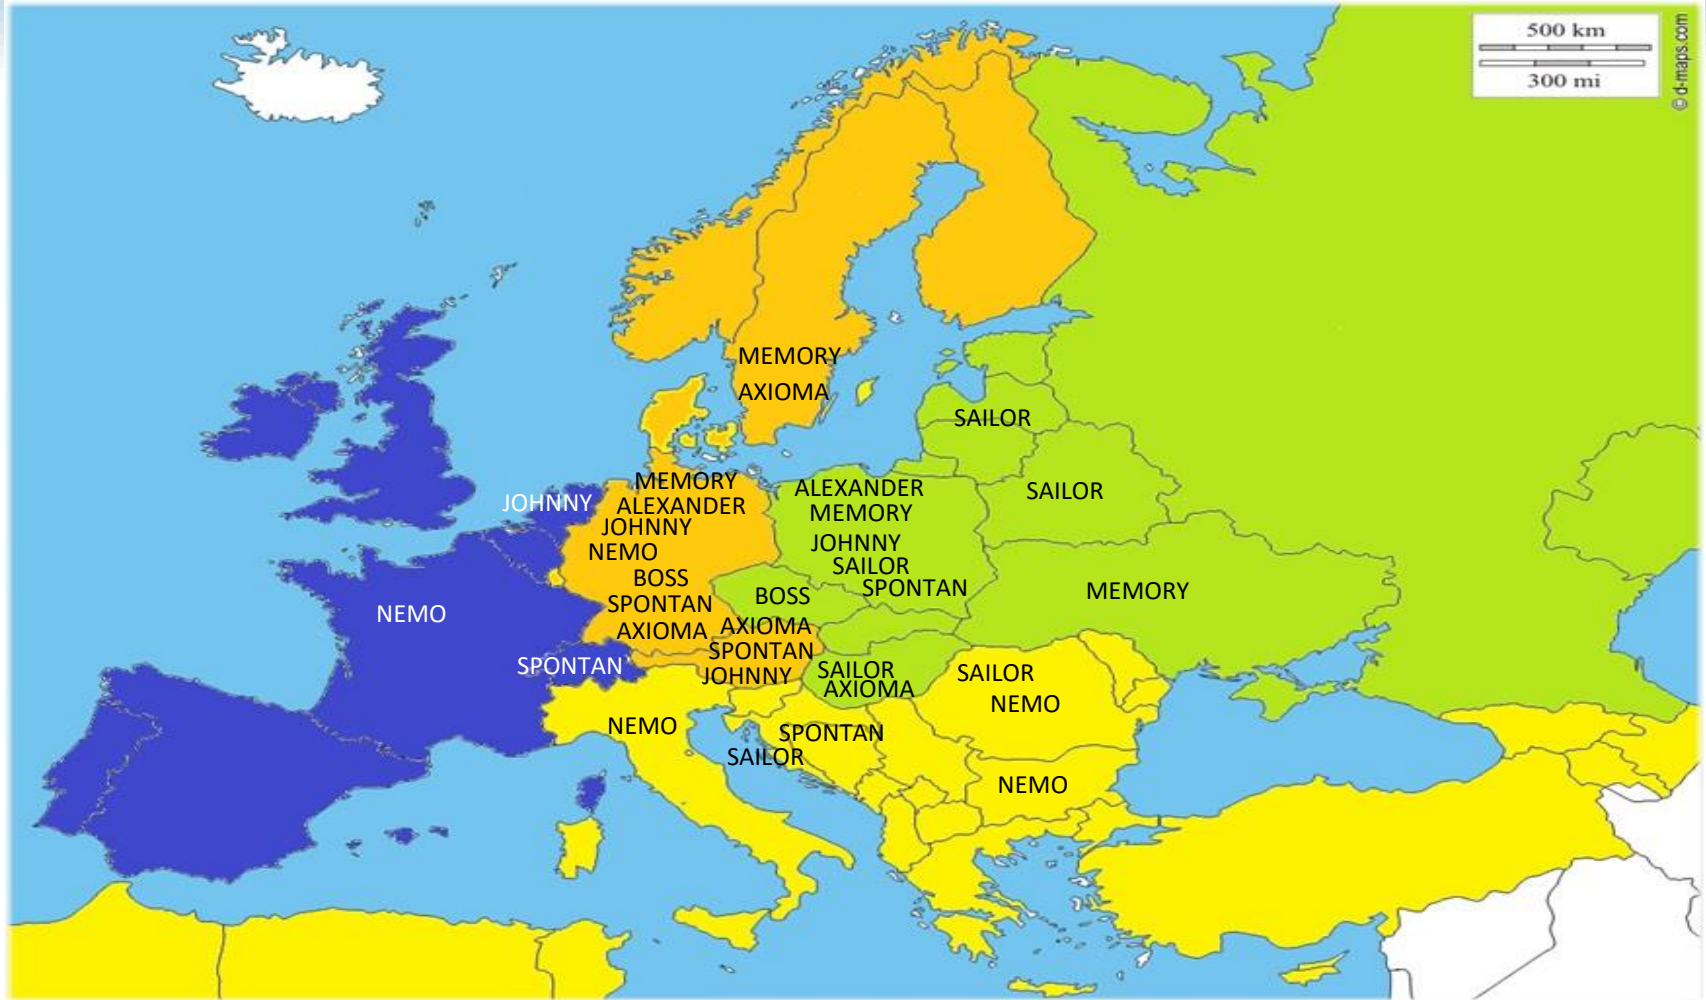 500 km
300 mi
© d-maps.com
MEMORY
AXIOMA
SAILOR
MEMORY
ALEXANDER
JOHNNY
NEMO
BOSS
SPONTAN
AXIOMA
JOHNNY
ALEXANDER
MEMORY
JOHNNY
SAILOR
SPONTAN
SAILOR
BOSS
MEMORY
NEMO
AXIOMA
SPONTAN
JOHNNY
SPONTAN
SAILOR
AXIOMA
SAILOR
NEMO
NEMO
SPONTAN
SAILOR
NEMO